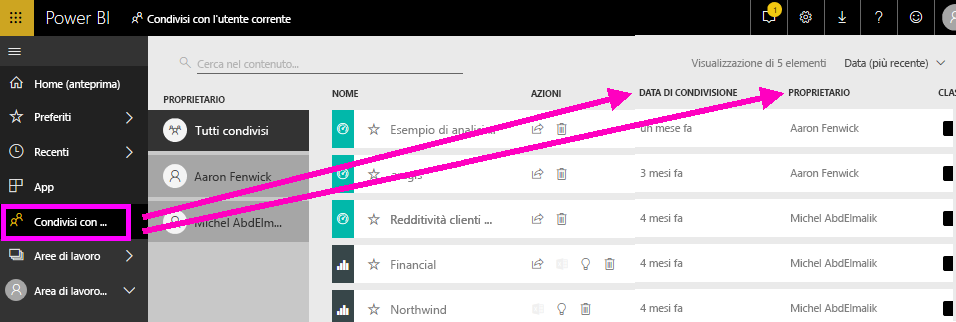 Power BI
Condivisi con l'utente corrente
1
?
Cerca nel contenuto...
Visualizzazione di 5 elementi
Data (più recente)
Home (anteprima)
Preferiti
Recenti
App
Condivisi con ...
Aree di lavoro
Area di lavoro...
PROPRIETARIO
Tutti condivisi
Aaron Fenwick
Michel AbdElm...
NOME AZIONI DATA DI CONDIVISIONE PROPRIETARIO CLAS
Esempio di analisi... un mese fa Aaron Fenwick
3 mesi fa Aaron Fenwick
Redditività clienti ... 4 mesi fa Michel AbdElmalik
Financial 4 mesi fa Michel AbdElmalik
Northwind 4 mesi fa Michel AbdElmalik